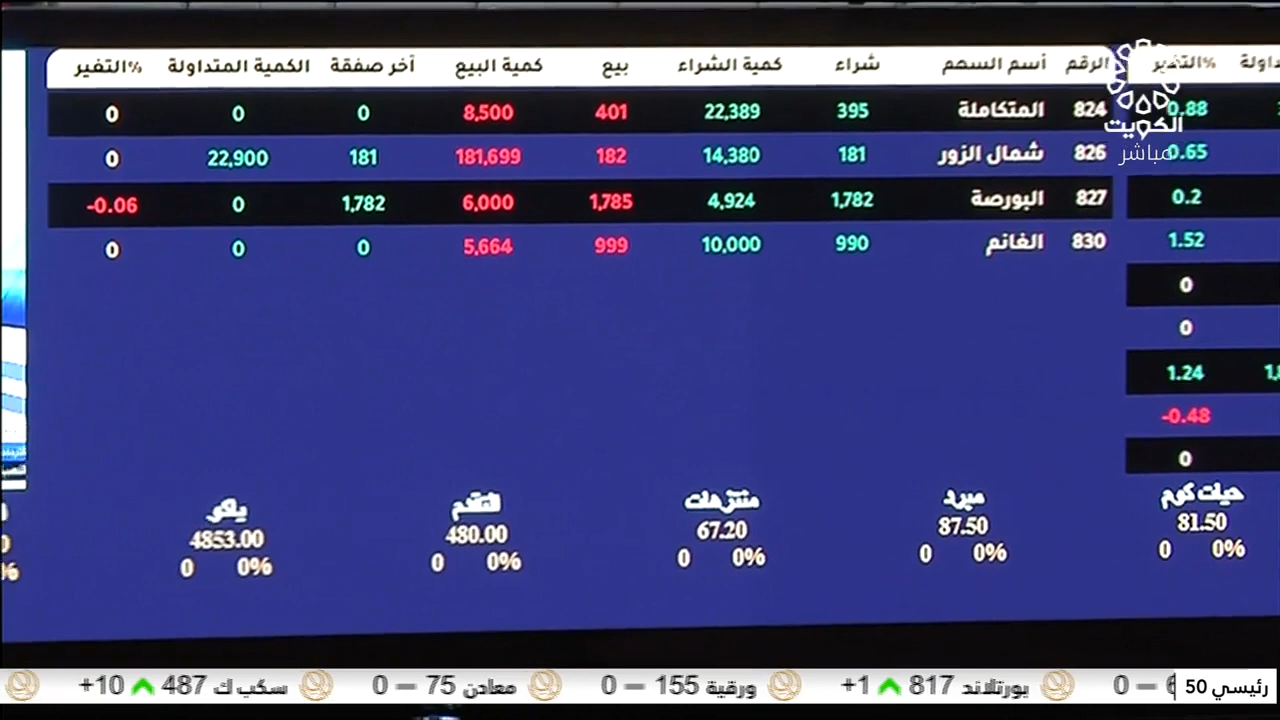 الرقم أسم السهم شراء كمية الشراء بيع كمية البيع آخر صفقة الكمية المتداولة التغير%
824 المتكاملة 395 22,389 401 8,500 0 0 0
826 شمال الزور 181 14,380 182 181,699 181 22,900 0
827 البورصة 1,782 4,924 1,785 6,000 1,782 0 -0.06
830 الغانم 990 10,000 999 5,664 0 0 0
التغير%
0.88
0.65
0.2
1.52
0
0
1.24
-0.48
0
الكويت
مباشر
حيات كوم مبرد منتزهات التقدم ياكو
81.50 87.50 67.20 480.00 4853.00
0 0% 0 0% 0 0% 0 0% 0 0%
رئيسي 50 يورتلاند 817 +1 ورقية 155 – 0 معادن 75 – 0 سكب ك 487 +10